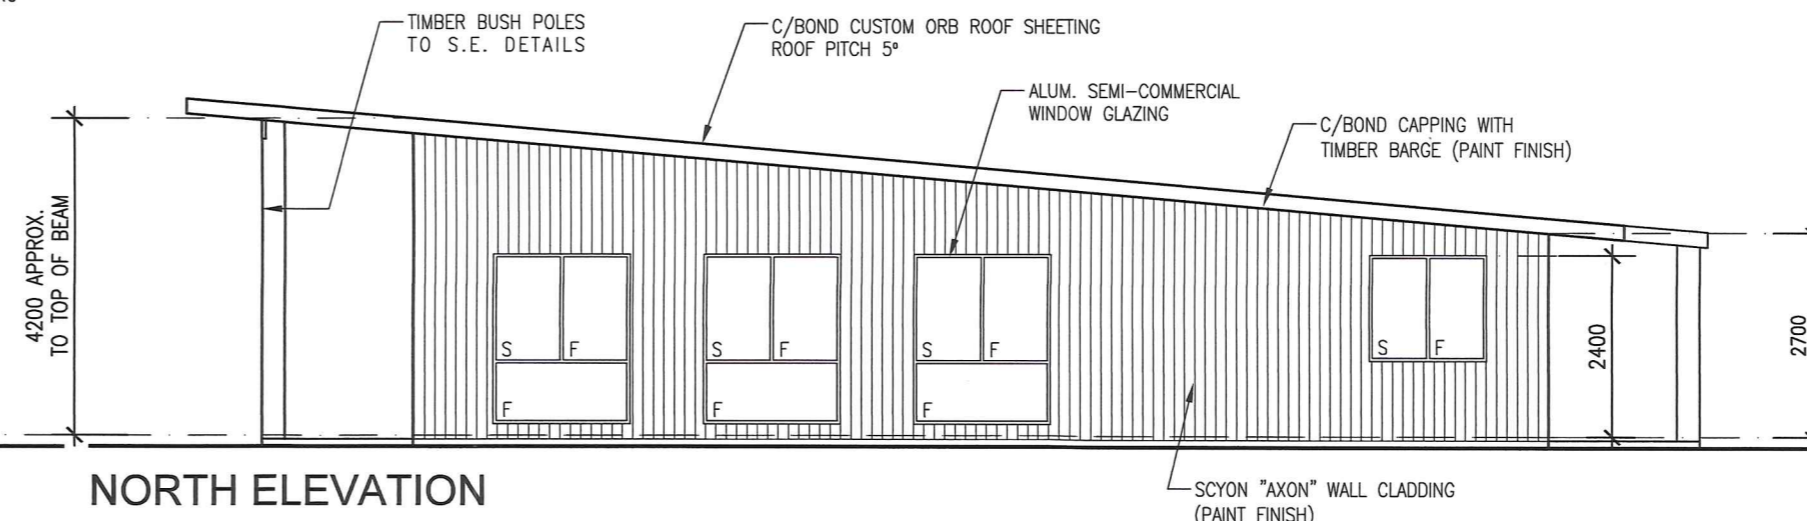 TIMBER BUSH POLES
TO S.E. DETAILS
C/BOND CUSTOM ORB ROOF SHEETING
ROOF PITCH 5°
ALUM. SEMI-COMMERCIAL
WINDOW GLAZING
C/BOND CAPPING WITH
TIMBER BARGE (PAINT FINISH)
4200 APPROX.
TO TOP OF BEAM
S F
F
S F
F
S F
F
S F
2400
2700
NORTH ELEVATION
SCYON "AXON" WALL CLADDING
(PAINT FINISH)